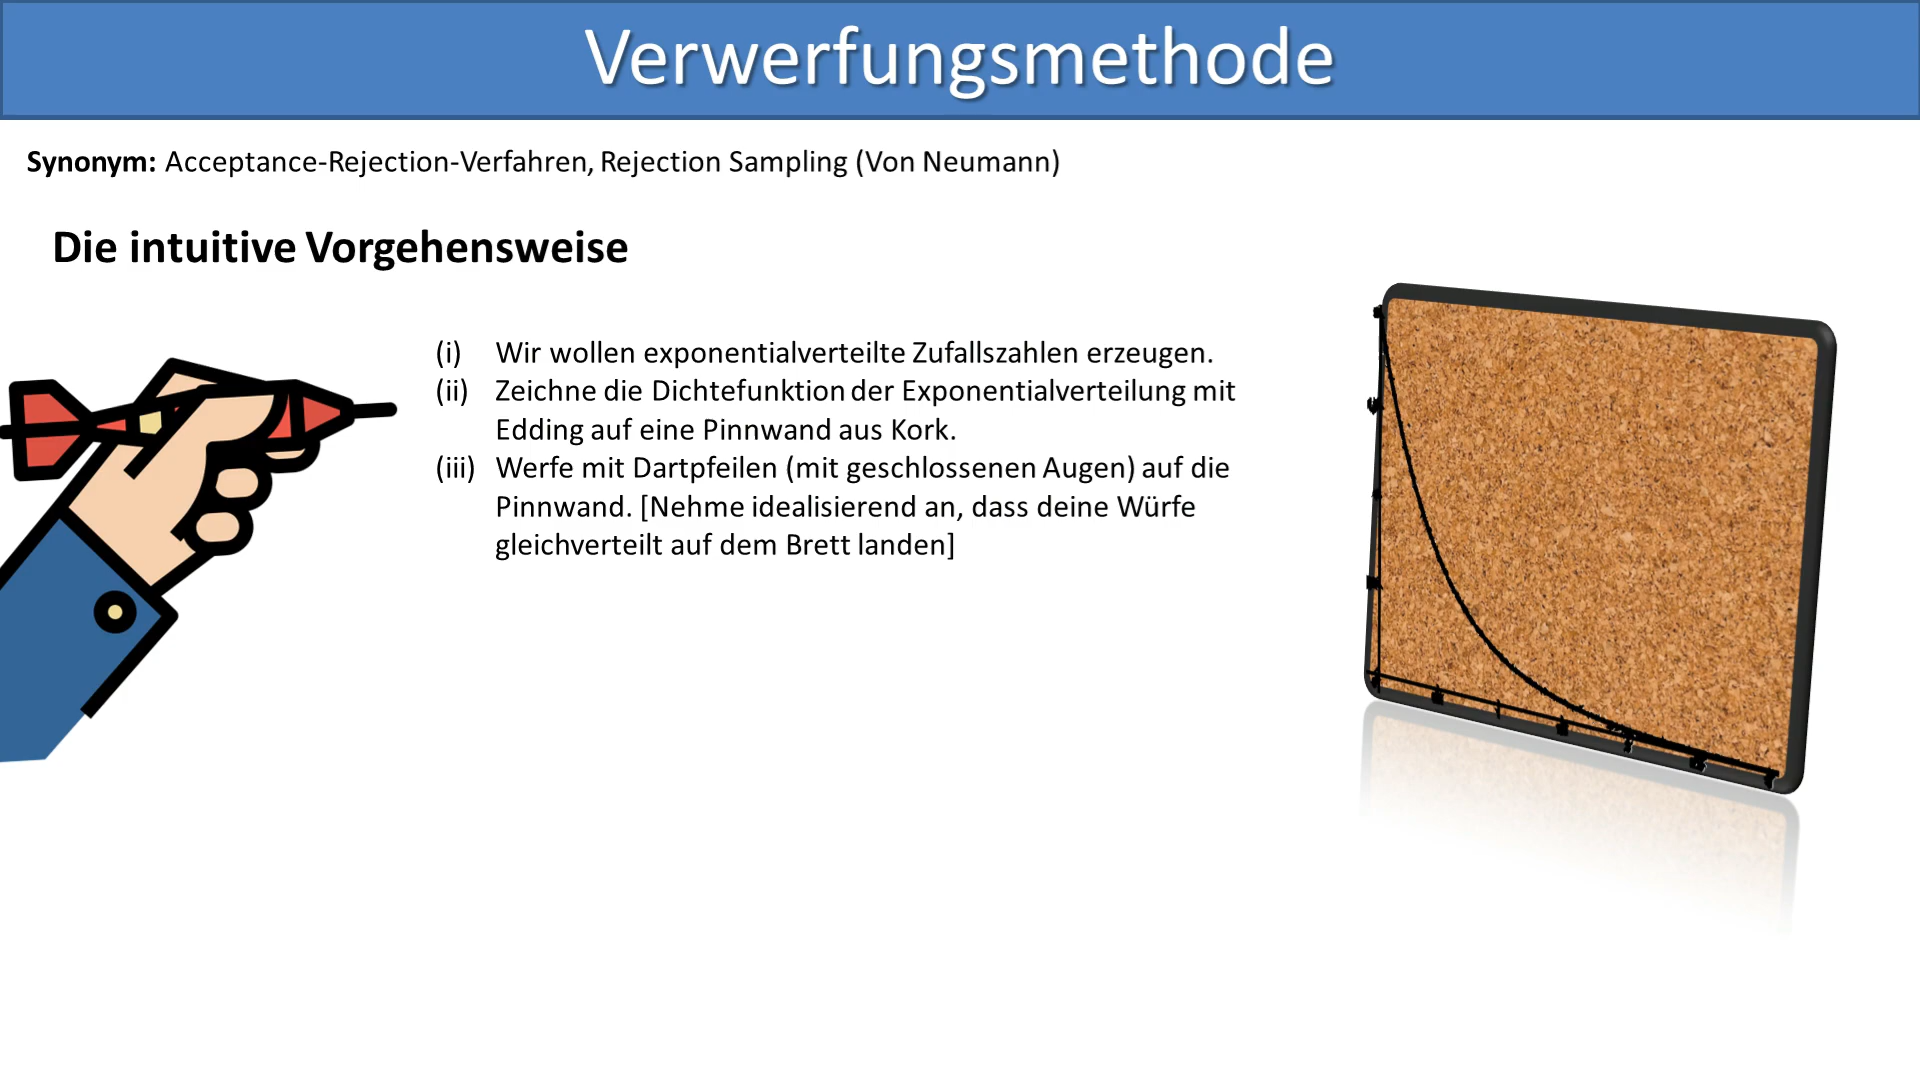 Verwerfungsmethode
Synonym: Acceptance-Rejection-Verfahren, Rejection Sampling (Von Neumann)
Die intuitive Vorgehensweise
(i) Wir wollen exponentialverteilte Zufallszahlen erzeugen.
(ii) Zeichne die Dichtefunktion der Exponentialverteilung mit
Edding auf eine Pinnwand aus Kork.
(iii) Werfe mit Dartpfeilen (mit geschlossenen Augen) auf die
Pinnwand. [Nehme idealisierend an, dass deine Würfe
gleichverteilt auf dem Brett landen]